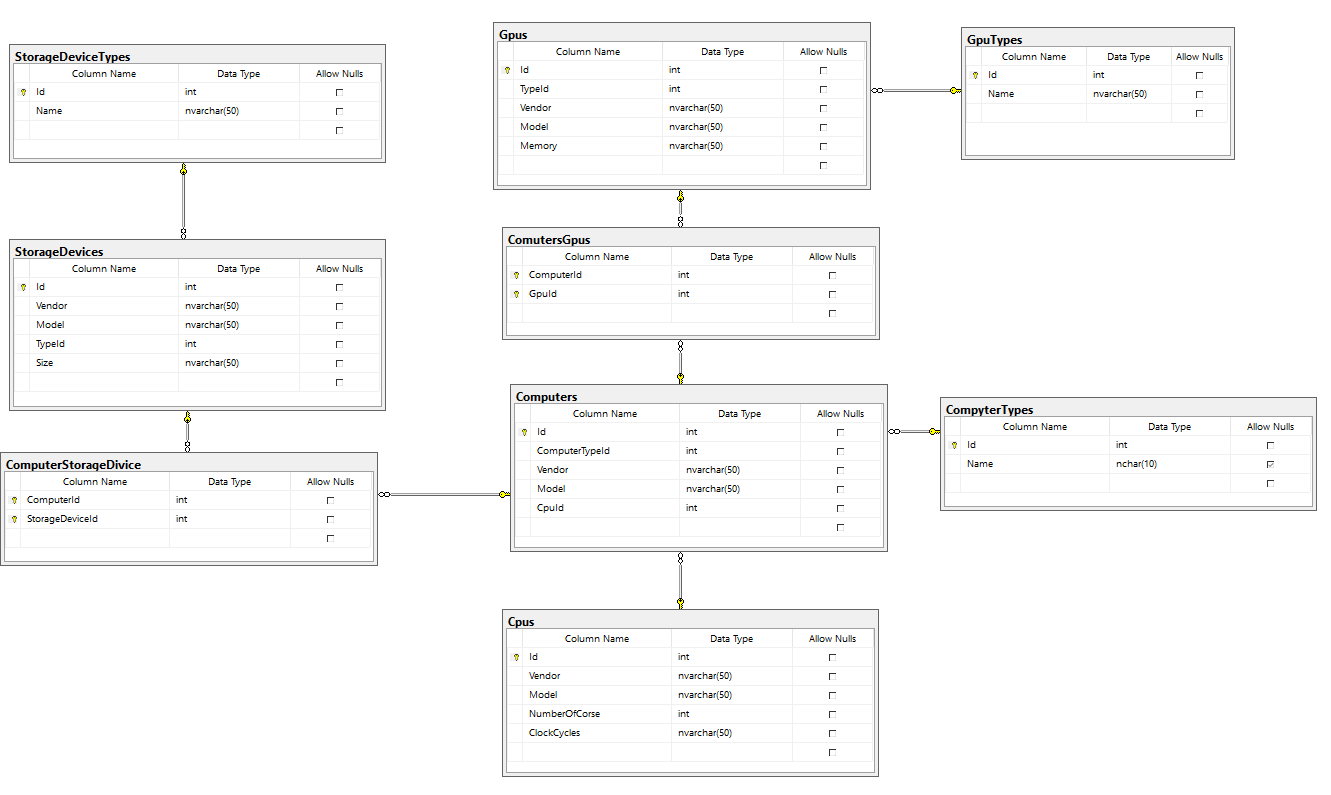 StorageDeviceTypes
Column Name Data Type Allow Nulls
Id int
Name nvarchar(50)
Gpus
Column Name Data Type Allow Nulls
Id int
TypeId int
Vendor nvarchar(50)
Model nvarchar(50)
Memory nvarchar(50)
GpuTypes
Column Name Data Type Allow Nulls
Id int
Name nvarchar(50)
StorageDevices
Column Name Data Type Allow Nulls
Id int
Vendor nvarchar(50)
Model nvarchar(50)
TypeId int
Size nvarchar(50)
ComutersGpus
Column Name Data Type Allow Nulls
ComputerId int
GpuId int
Computers
Column Name Data Type Allow Nulls
Id int
ComputerTypeId int
Vendor nvarchar(50)
Model nvarchar(50)
CpuId int
CompyterTypes
Column Name Data Type Allow Nulls
Id int
Name nchar(10)
ComputerStorageDivice
Column Name Data Type Allow Nulls
ComputerId int
StorageDeviceId int
Cpus
Column Name Data Type Allow Nulls
Id int
Vendor nvarchar(50)
Model nvarchar(50)
NumberOfCorse int
ClockCycles nvarchar(50)